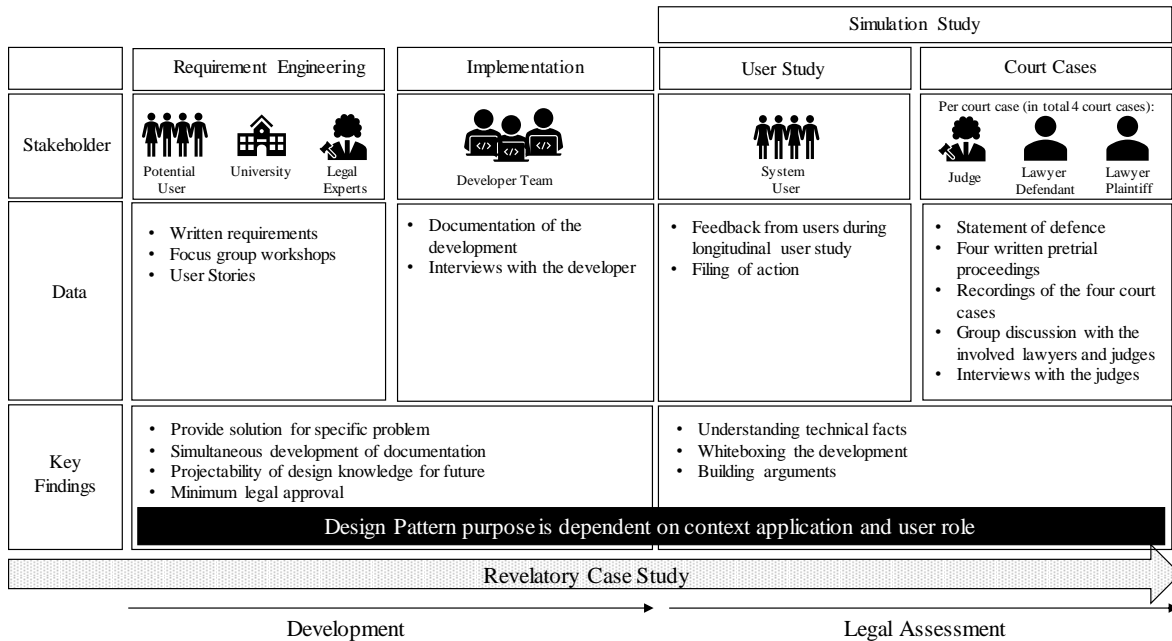 Simulation Study
Requirement Engineering
Implementation
User Study
Court Cases
Stakeholder
Potential
User
University
Legal
Experts
Developer Team
System
User
Per court case (in total 4 court cases):
Judge
Lawyer
Defendant
Lawyer
Plaintiff
Data
• Written requirements
• Focus group workshops
• User Stories
• Documentation of the
development
• Interviews with the developer
• Feedback from users during
longitudinal user study
• Filing of action
• Statement of defence
• Four written pretrial
proceedings
• Recordings of the four court
cases
• Group discussion with the
involved lawyers and judges
• Interviews with the judges
Key
Findings
• Provide solution for specific problem
• Simultaneous development of documentation
• Projectability of design knowledge for future
• Minimum legal approval
• Understanding technical facts
• Whiteboxing the development
• Building arguments
Design Pattern purpose is dependent on context application and user role
Revelatory Case Study
Development
Legal Assessment